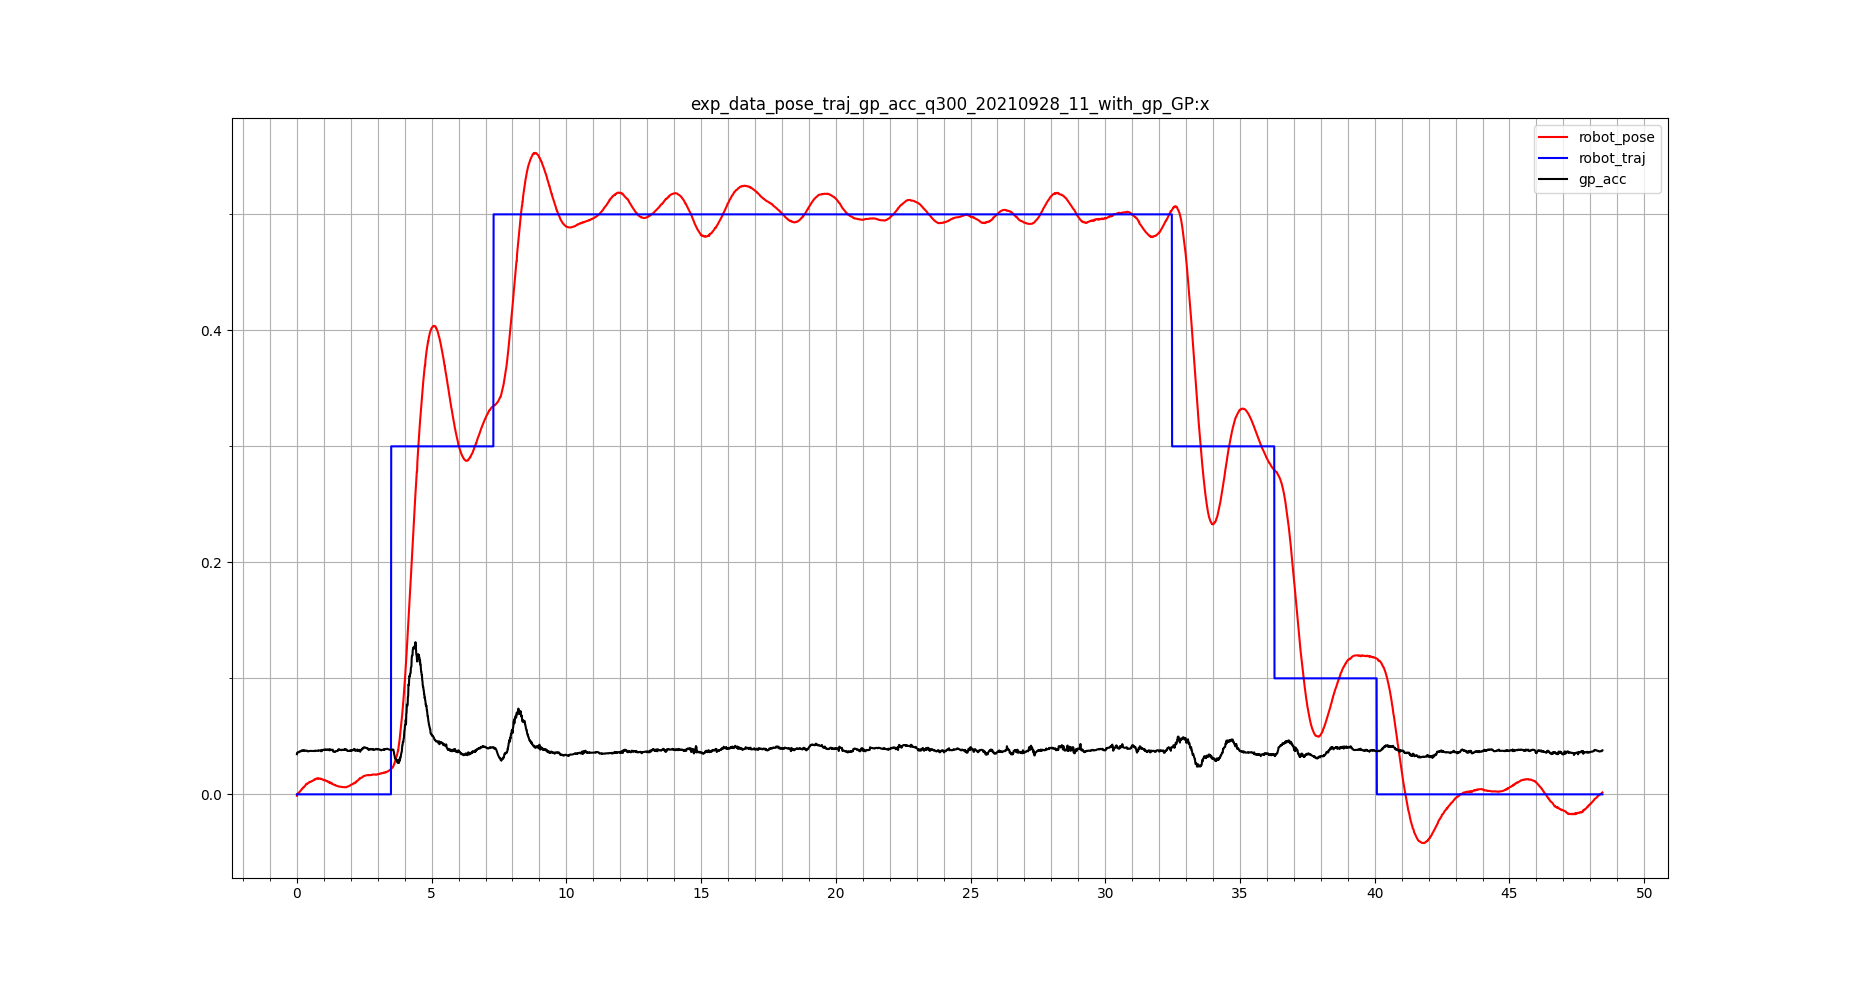 exp_data_pose_traj_gp_acc_q300_20210928_11_with_gp_GP:x
robot_pose
robot_traj
gp_acc
0.4
0.2
0.0
0 5 10 15 20 25 30 35 40 45 50